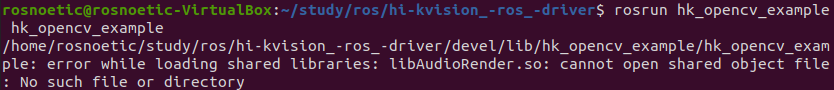 rosnoetic@rosnoetic-VirtualBox:~/study/ros/hi-kvision_-ros_-driver$ rosrun hk_opencv_example
 hk_opencv_example
/home/rosnoetic/study/ros/hi-kvision_-ros_-driver/devel/lib/hk_opencv_example/hk_opencv_exam
ple: error while loading shared libraries: libAudioRender.so: cannot open shared object file
: No such file or directory